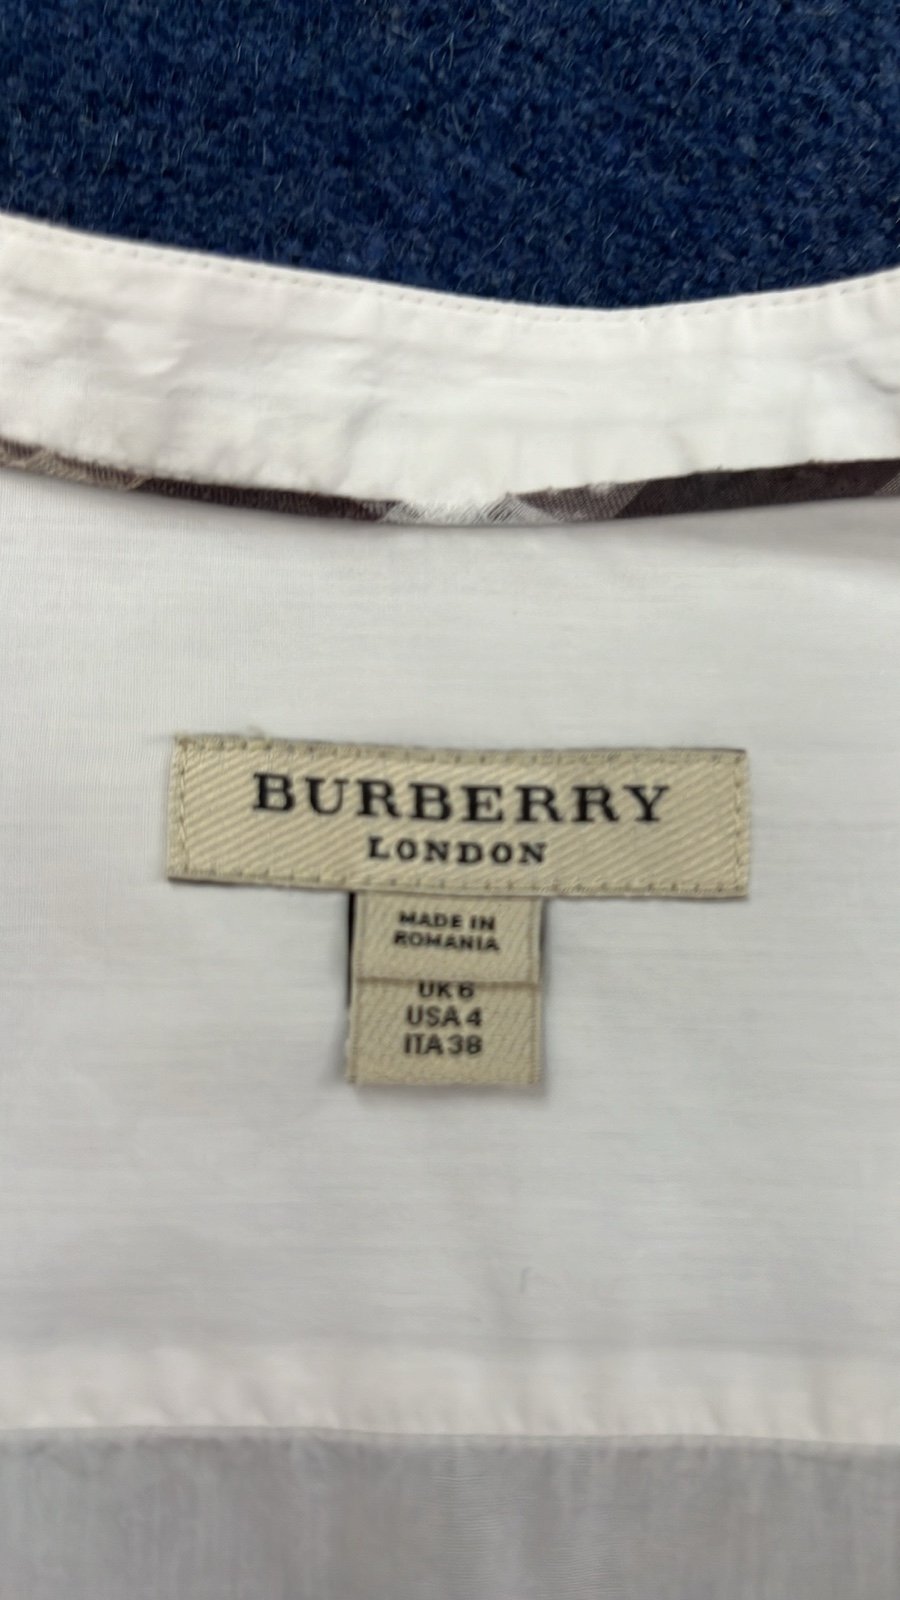 BURBERRY
LONDON
MADE IN
ROMANIA
UK 6
USA 4
ITA 38